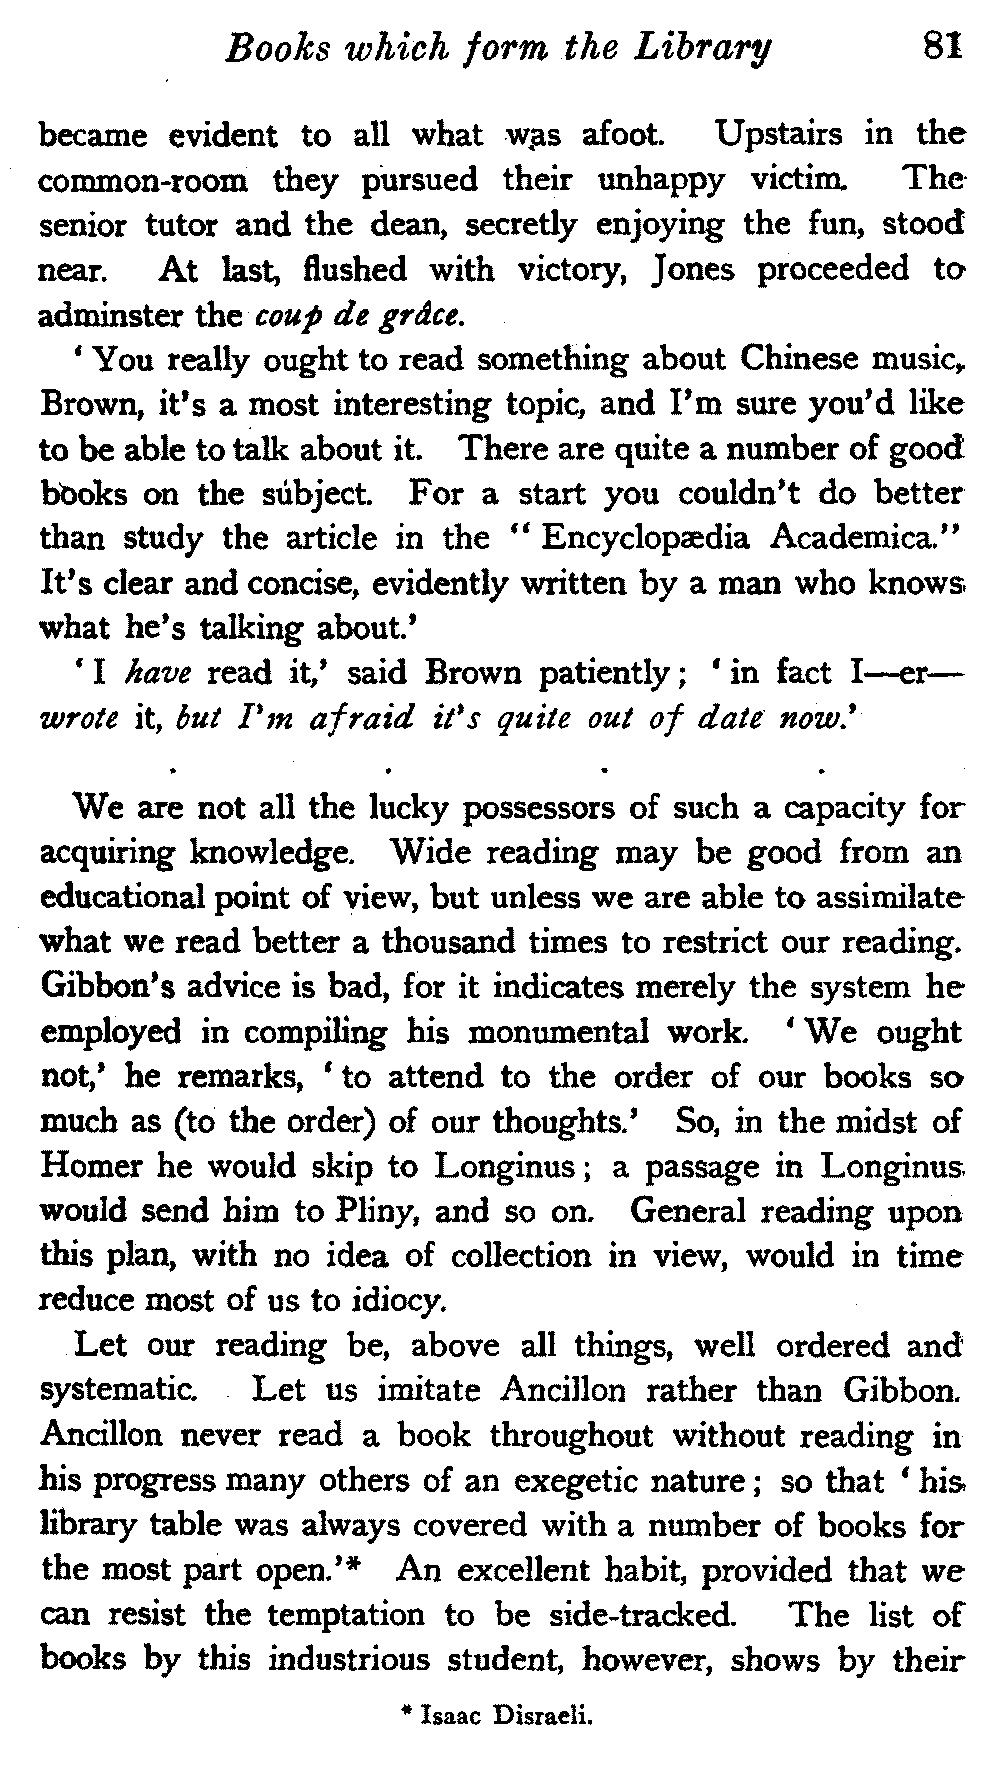 Books which form the Library 81
became evident to all what was afoot. Upstairs in the
common-room they pursued their unhappy victim. The
senior tutor and the dean, secretly enjoying the fun, stood
near. At last, flushed with victory, Jones proceeded to
adminster the coup de grâce.
‘You really ought to read something about Chinese music,
Brown, it’s a most interesting topic, and I’m sure you’d like
to be able to talk about it. There are quite a number of good
books on the subject. For a start you couldn’t do better
than study the article in the “Encyclopædia Academica.”
It’s clear and concise, evidently written by a man who knows
what he’s talking about.’
‘I have read it,’ said Brown patiently; ‘in fact I—er—
wrote it, but I’m afraid it’s quite out of date now.’
. . . .
We are not all the lucky possessors of such a capacity for
acquiring knowledge. Wide reading may be good from an
educational point of view, but unless we are able to assimilate
what we read better a thousand times to restrict our reading.
Gibbon’s advice is bad, for it indicates merely the system he
employed in compiling his monumental work. ‘We ought
not,’ he remarks, ‘to attend to the order of our books so
much as (to the order) of our thoughts.’ So, in the midst of
Homer he would skip to Longinus; a passage in Longinus
would send him to Pliny, and so on. General reading upon
this plan, with no idea of collection in view, would in time
reduce most of us to idiocy.
Let our reading be, above all things, well ordered and
systematic. Let us imitate Ancillon rather than Gibbon.
Ancillon never read a book throughout without reading in
his progress many others of an exegetic nature; so that ‘his
library table was always covered with a number of books for
the most part open.’* An excellent habit, provided that we
can resist the temptation to be side-tracked. The list of
books by this industrious student, however, shows by their
* Isaac Disraeli.